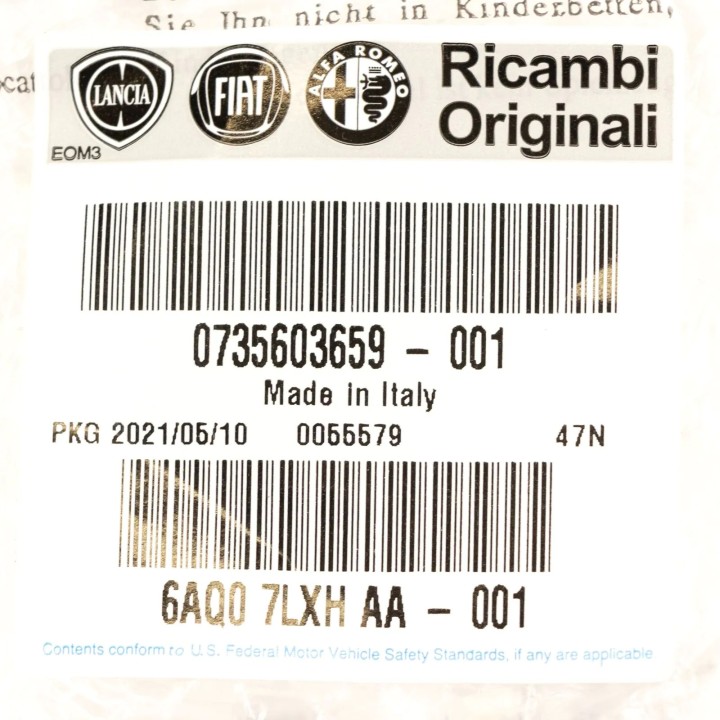 Sie Ihn nicht in Kinderbetten,
ocat
LANCIA
FIAT
ALFA ROMEO
Ricambi
Originali
EOM3
0735603659 - 001
Made in Italy
PKG 2021/05/10 0055579 47N
6AQ0 7LXH AA - 001
Contents conform to U.S. Federal Motor Vehicle Safety Standards, if any are applicable.